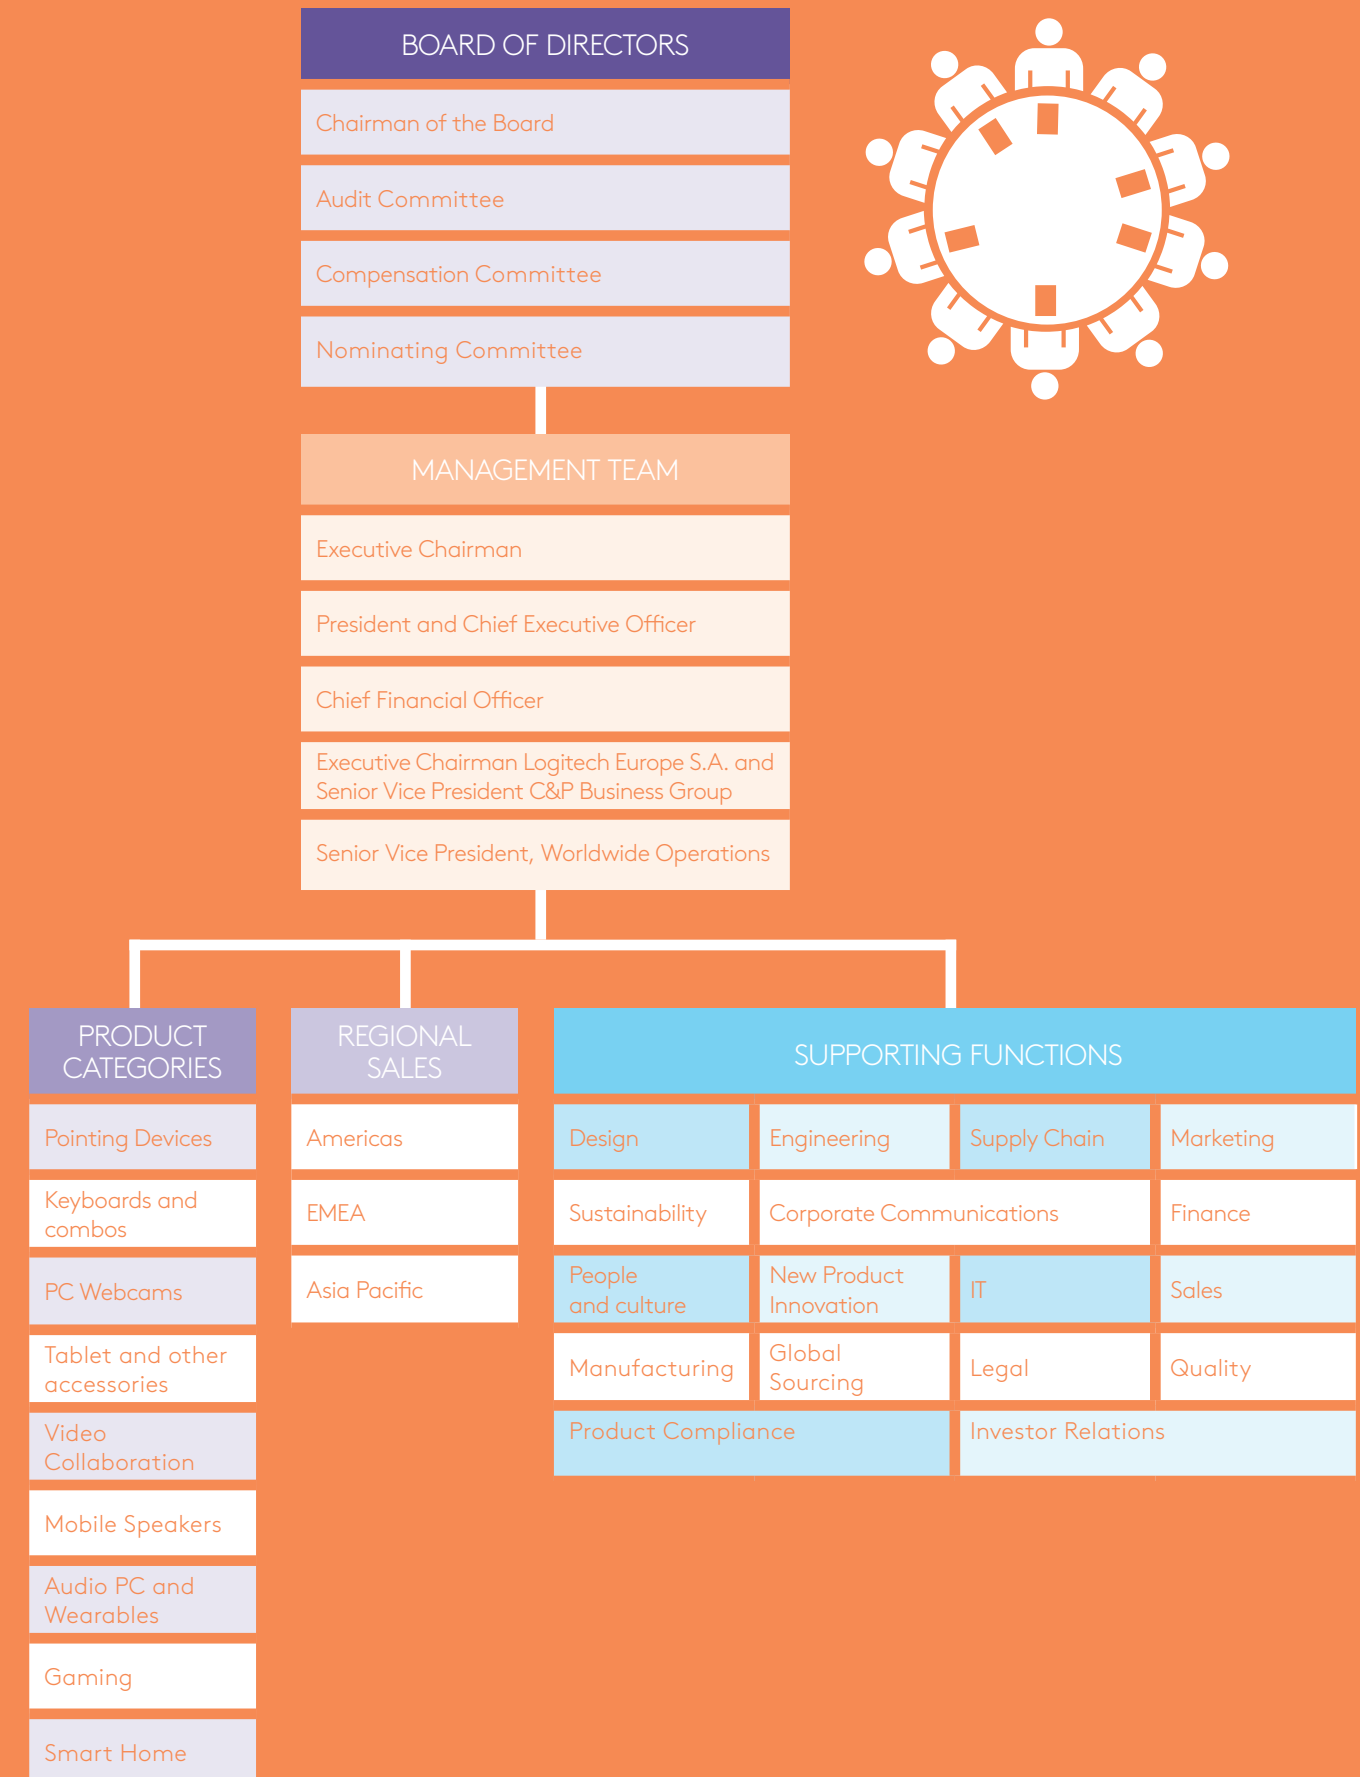 BOARD OF DIRECTORS
Chairman of the Board
Audit Committee
Compensation Committee
Nominating Committee
MANAGEMENT TEAM
Executive Chairman
President and Chief Executive Officer
Chief Financial Officer
Executive Chairman Logitech Europe S.A. and
Senior Vice President C&P Business Group
Senior Vice President, Worldwide Operations
PRODUCT
CATEGORIES
Pointing Devices
Keyboards and
combos
PC Webcams
Tablet and other
accessories
Video
Collaboration
Mobile Speakers
Audio PC and
Wearables
Gaming
Smart Home
REGIONAL
SALES
Americas
EMEA
Asia Pacific
SUPPORTING FUNCTIONS
Design
Engineering
Supply Chain
Marketing
Sustainability
Corporate Communications
Finance
People
and culture
New Product
Innovation
IT
Sales
Manufacturing
Global
Sourcing
Legal
Quality
Product Compliance
Investor Relations